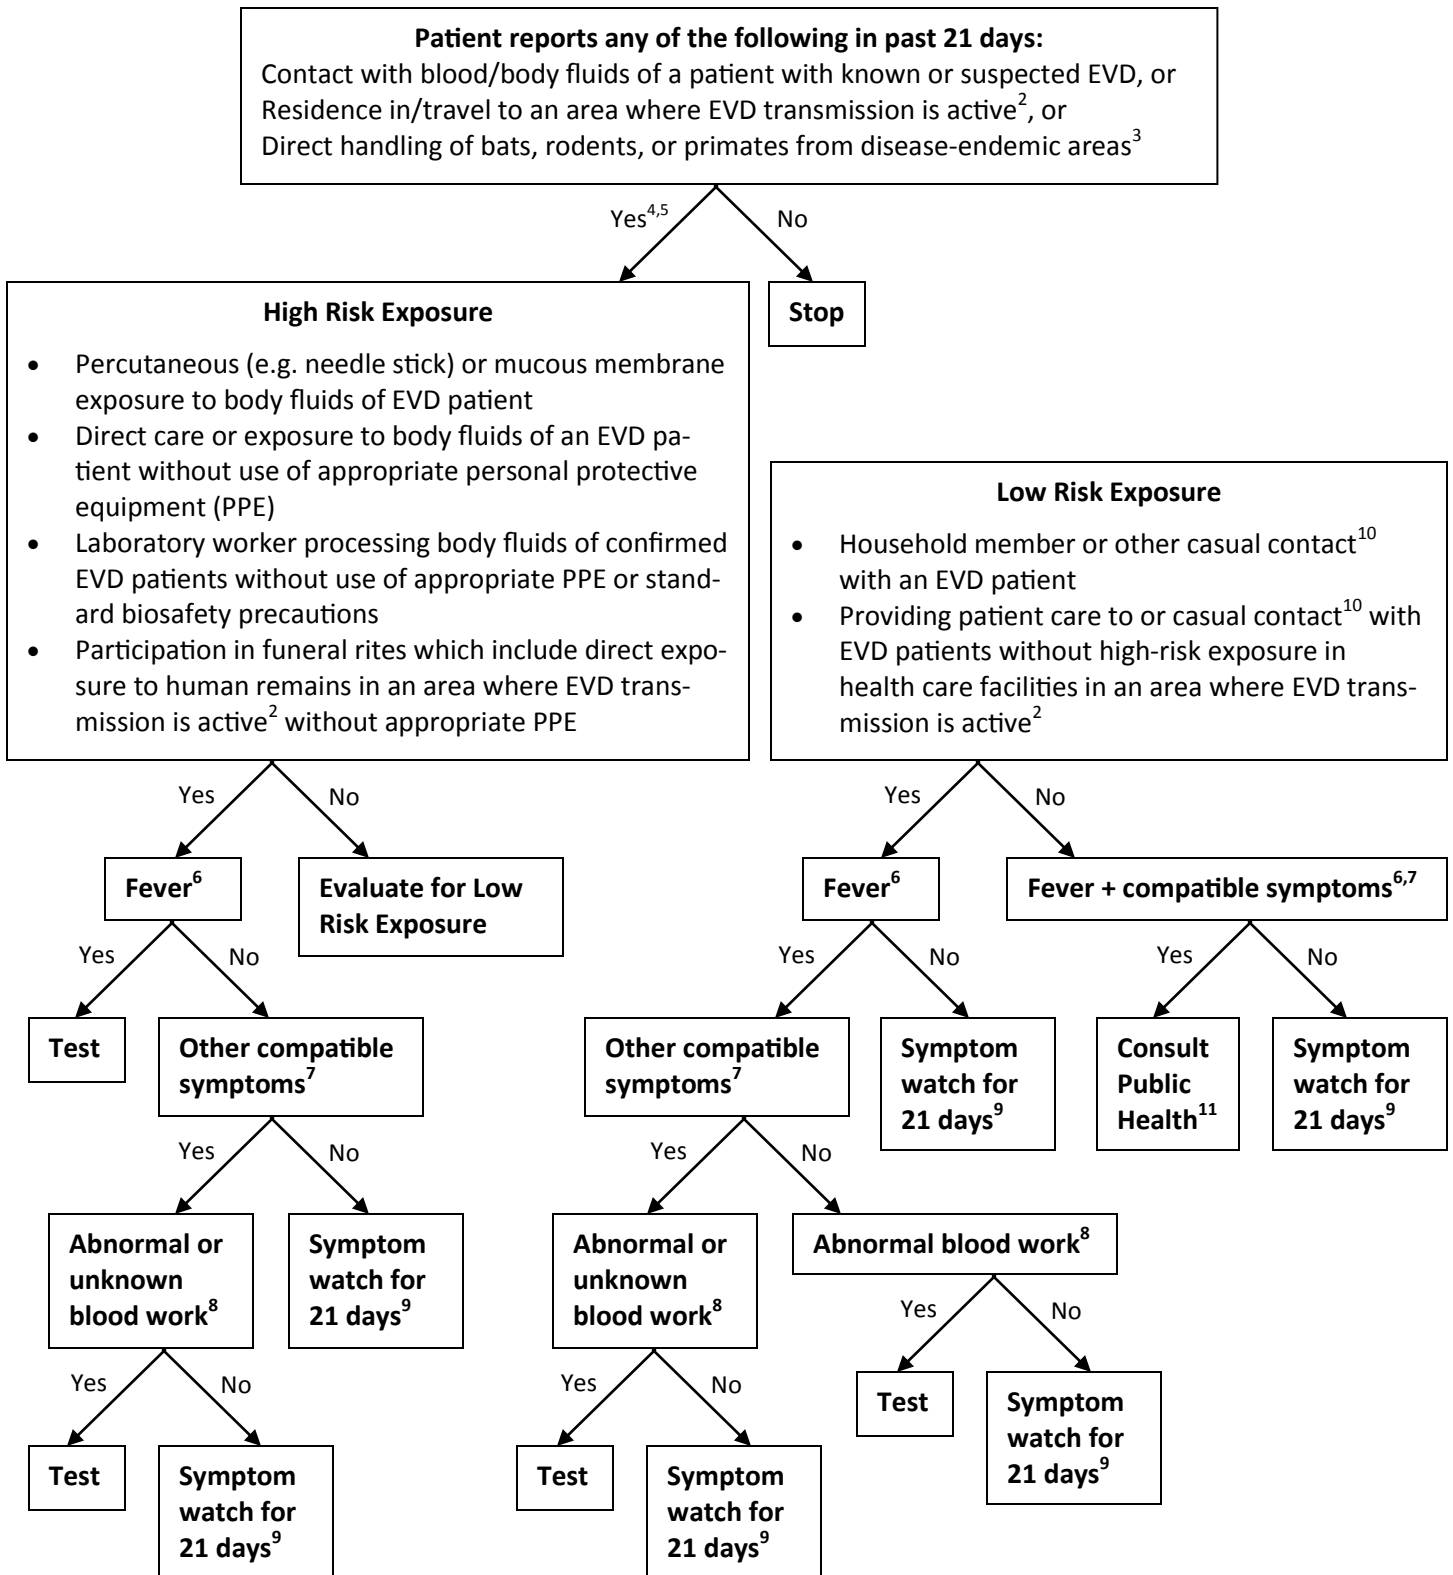 Patient reports any of the following in past 21 days:
Contact with blood/body fluids of a patient with known or suspected EVD, or
Residence in/travel to an area where EVD transmission is active², or
Direct handling of bats, rodents, or primates from disease-endemic areas³
Yes⁴,⁵
No
High Risk Exposure
• Percutaneous (e.g. needle stick) or mucous membrane
exposure to body fluids of EVD patient
• Direct care or exposure to body fluids of an EVD pa-
tient without use of appropriate personal protective
equipment (PPE)
• Laboratory worker processing body fluids of confirmed
EVD patients without use of appropriate PPE or stand-
ard biosafety precautions
• Participation in funeral rites which include direct expo-
sure to human remains in an area where EVD trans-
mission is active² without appropriate PPE
Stop
Low Risk Exposure
• Household member or other casual contact¹⁰
with an EVD patient
• Providing patient care to or casual contact¹⁰ with
EVD patients without high-risk exposure in
health care facilities in an area where EVD trans-
mission is active²
Yes
No
Yes
No
Fever⁶
Evaluate for Low
Risk Exposure
Fever⁶
Fever + compatible symptoms⁶,⁷
Yes
No
Yes
No
Yes
No
Test
Other compatible
symptoms⁷
Other compatible
symptoms⁷
Symptom
watch for
21 days⁹
Consult
Public
Health¹¹
Symptom
watch for
21 days⁹
Yes
No
Yes
No
Abnormal or
unknown
blood work⁸
Symptom
watch for
21 days⁹
Abnormal or
unknown
blood work⁸
Abnormal blood work⁸
Yes
No
Yes
No
Yes
No
Test
Symptom
watch for
21 days⁹
Test
Symptom
watch for
21 days⁹
Test
Symptom
watch for
21 days⁹